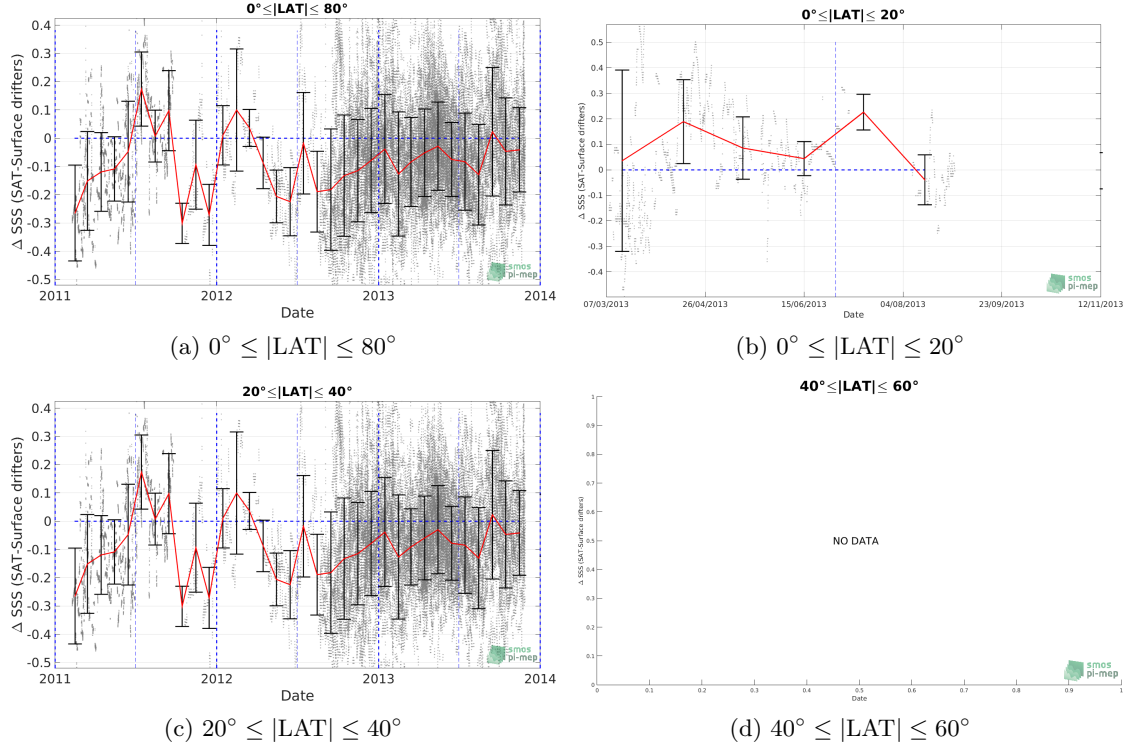 0°≤|LAT|≤ 80°
Δ SSS (SAT-Surface drifters)
0.4
0.3
0.2
0.1
0
-0.1
-0.2
-0.3
-0.4
-0.5
2011
2012
2013
2014
Date
smos
pi-mep
(a) 0° ≤ |LAT| ≤ 80°
0°≤|LAT|≤ 20°
Δ SSS (SAT-Surface drifters)
0.5
0.4
0.3
0.2
0.1
0
-0.1
-0.2
-0.3
-0.4
07/03/2013
26/04/2013
15/06/2013
04/08/2013
23/09/2013
12/11/2013
Date
smos
pi-mep
(b) 0° ≤ |LAT| ≤ 20°
20°≤|LAT|≤ 40°
Δ SSS (SAT-Surface drifters)
0.4
0.3
0.2
0.1
0
-0.1
-0.2
-0.3
-0.4
-0.5
2011
2012
2013
2014
Date
smos
pi-mep
(c) 20° ≤ |LAT| ≤ 40°
40°≤|LAT|≤ 60°
Δ SSS (SAT-Surface drifters)
1
0.9
0.8
0.7
0.6
0.5
0.4
0.3
0.2
0.1
0
NO DATA
0
0.1
0.2
0.3
0.4
0.5
0.6
0.7
0.8
0.9
1
Date
smos
pi-mep
(d) 40° ≤ |LAT| ≤ 60°